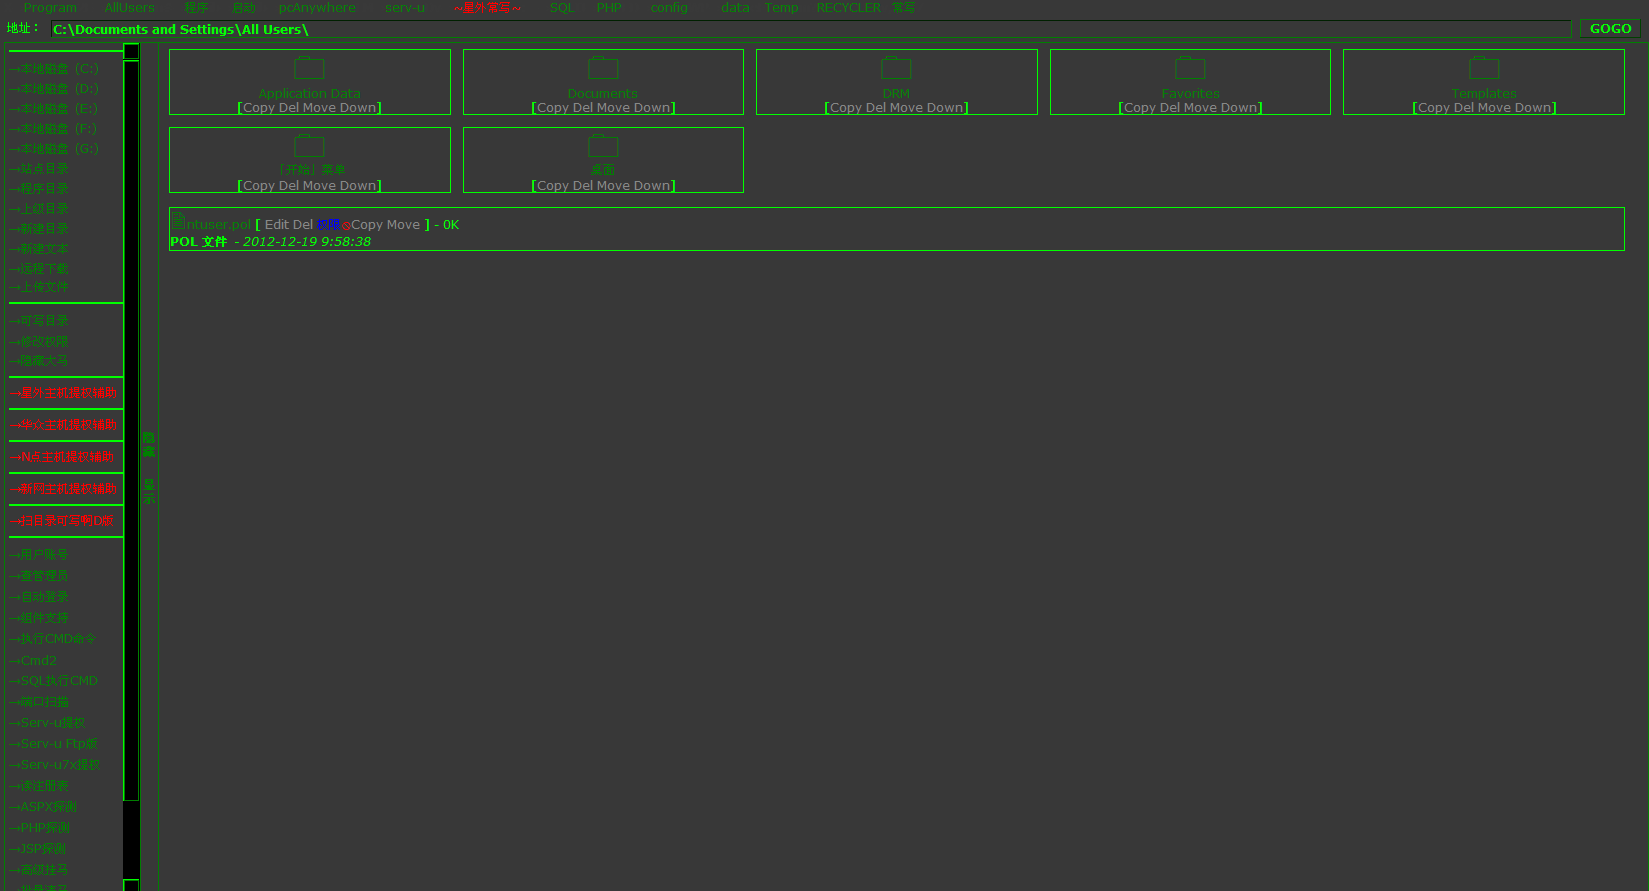 Program AllUsers 程序 启动 pcAnywhere serv-u ~星外常写~ SQL PHP config data Temp RECYCLER 常写
地址： C:\Documents and Settings\All Users\ GOGO
→本地磁盘 (C:)
→本地磁盘 (D:)
→本地磁盘 (E:)
→本地磁盘 (F:)
→本地磁盘 (G:)
→站点目录
→程序目录
→上级目录
→新建目录
→新建文本
→远程下载
→上传文件
→可写目录
→修改权限
→隐藏大马
→星外主机提权辅助
→华众主机提权辅助
→N点主机提权辅助
→新网主机提权辅助
→扫目录可写啊D版
→用户账号
→查管理员
→自动登录
→组件支持
→执行CMD命令
→Cmd2
→SQL执行CMD
→端口扫描
→Serv-u提权
→Serv-u Ftp版
→Serv-u7x提权
→读注册表
→ASPX探测
→PHP探测
→JSP探测
→高级挂马
隐藏
显示
Application Data
[Copy Del Move Down]
Documents
[Copy Del Move Down]
DRM
[Copy Del Move Down]
Favorites
[Copy Del Move Down]
Templates
[Copy Del Move Down]
「开始」菜单
[Copy Del Move Down]
桌面
[Copy Del Move Down]
ntuser.pol [ Edit Del 权限 Copy Move ] - 0K
POL 文件 - 2012-12-19 9:58:38